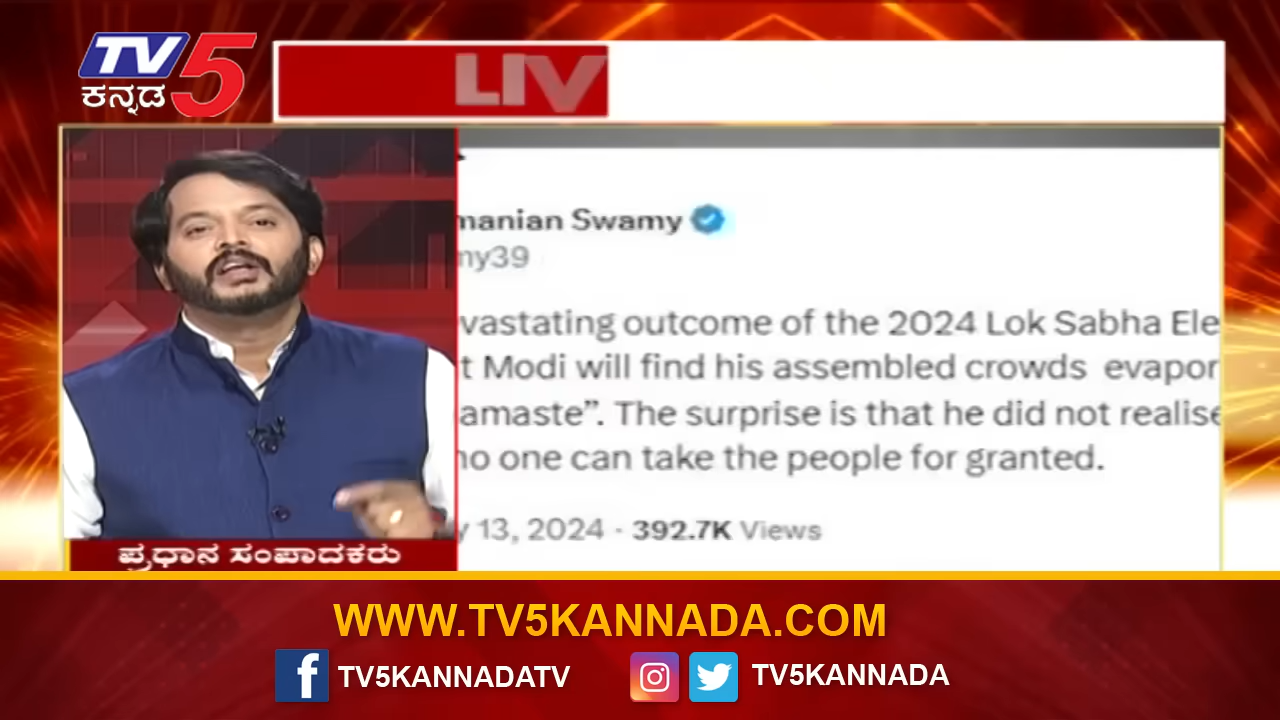 TV5
ಕನ್ನಡ
LIV
manian Swamy
my39
vastating outcome of the 2024 Lok Sabha Ele
t Modi will find his assembled crowds evapor
amaste”. The surprise is that he did not realise
no one can take the people for granted.
y 13, 2024 · 392.7K Views
ಪ್ರಧಾನ ಸಂಪಾದಕರು
WWW.TV5KANNADA.COM
TV5KANNADATV
TV5KANNADA